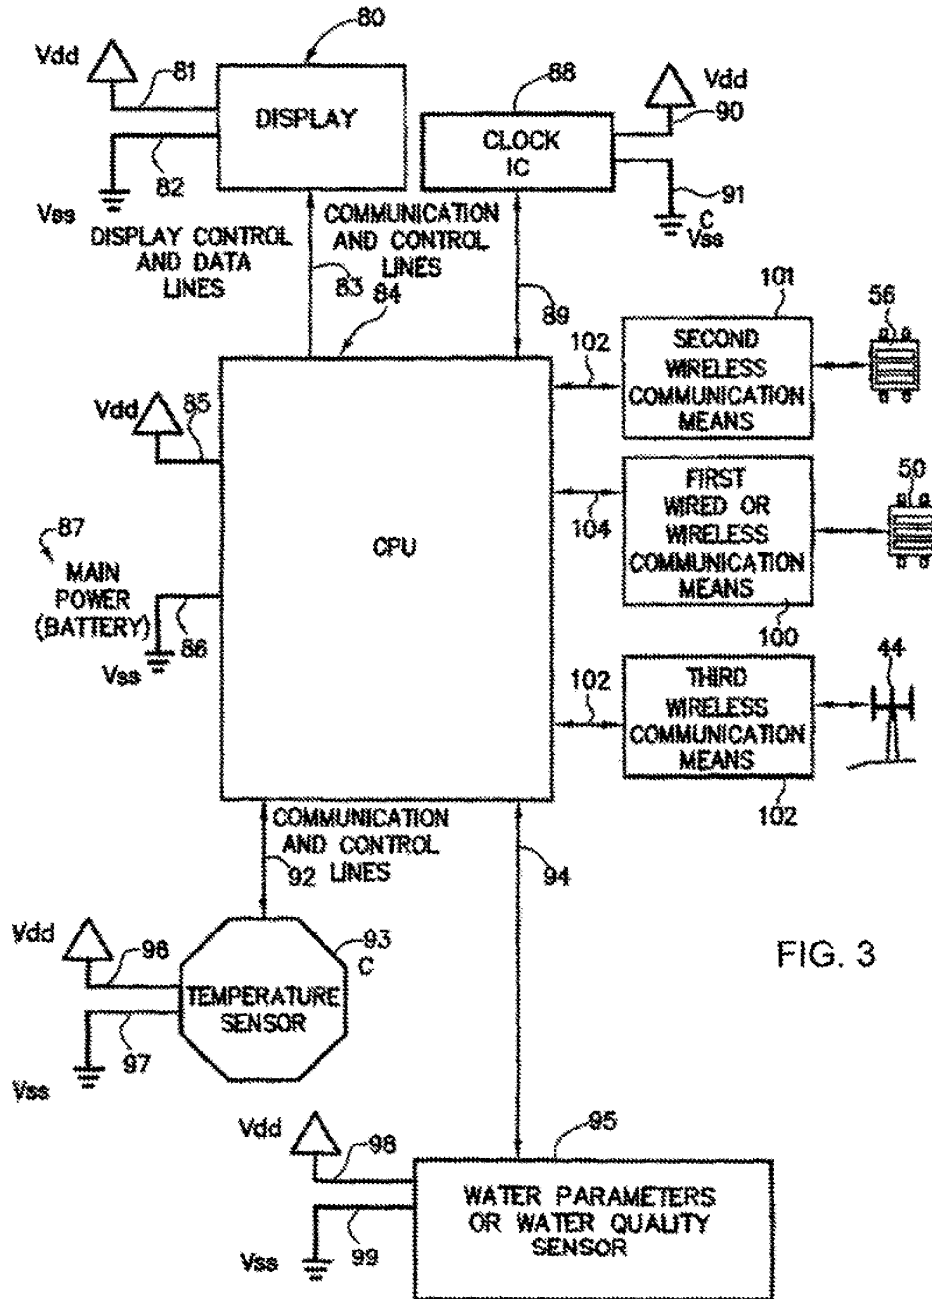 80
Vdd
81
DISPLAY
82
Vss
88
CLOCK
IC
Vdd
90
91
C
Vss
DISPLAY CONTROL
AND DATA
LINES
83
COMMUNICATION
AND CONTROL
LINES
84
89
101
102
SECOND
WIRELESS
COMMUNICATION
MEANS
56
Vdd
85
CPU
104
FIRST
WIRED OR
WIRELESS
COMMUNICATION
MEANS
100
50
87
MAIN
POWER
(BATTERY)
86
Vss
102
THIRD
WIRELESS
COMMUNICATION
MEANS
102
44
COMMUNICATION
AND CONTROL
LINES
92
94
Vdd
98
93
C
TEMPERATURE
SENSOR
97
Vss
FIG. 3
Vdd
98
95
WATER PARAMETERS
OR WATER QUALITY
SENSOR
99
Vss